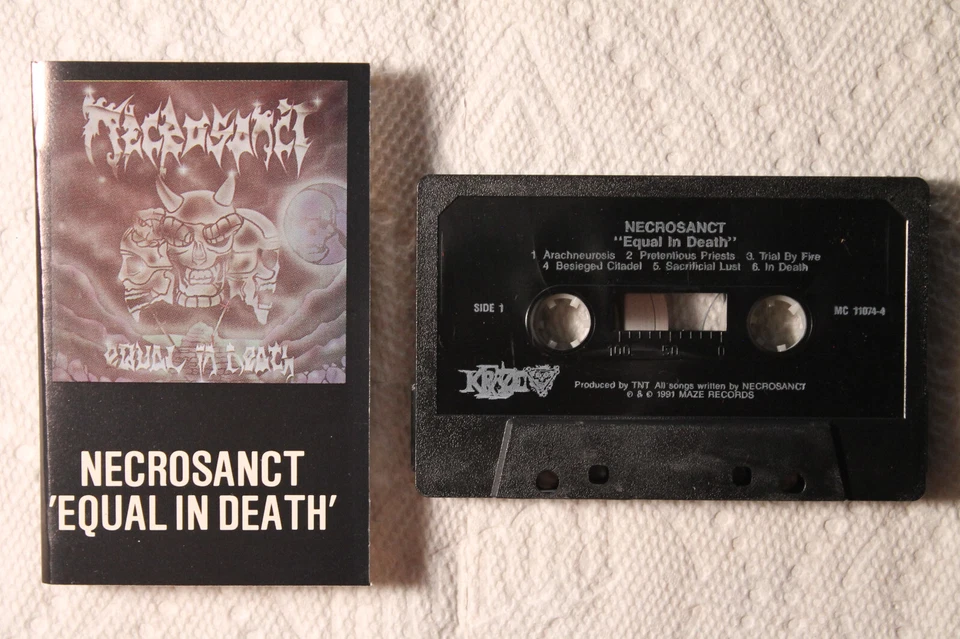 NECROSANCT
EQUAL IN DEATH
NECROSANCT
'EQUAL IN DEATH'
NECROSANCT
"Equal In Death"
1 Arachneurosis 2 Pretentious Priests 3. Trial By Fire
4 Besieged Citadel 5. Sacrificial Lust 6. In Death
SIDE 1
MC 11074-4
100 50 0
Produced by TNT All songs written by NECROSANCT
℗ & © 1991 MAZE RECORDS